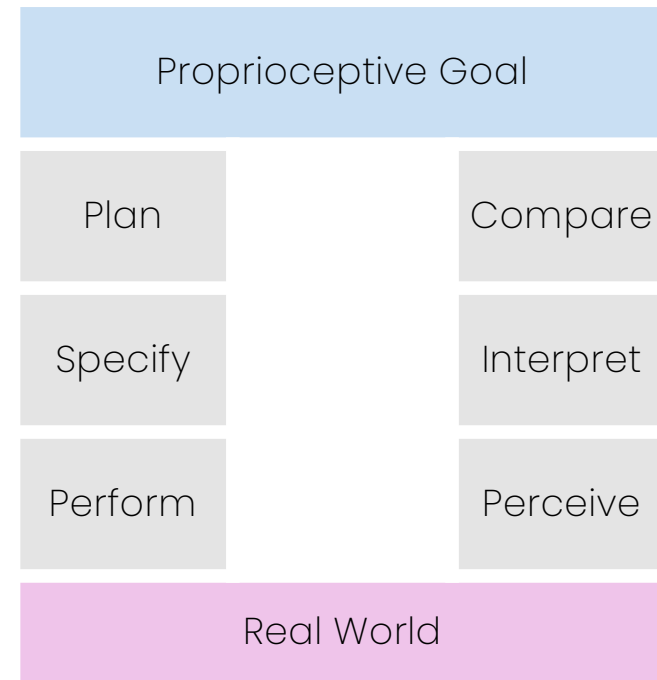 Proprioceptive Goal
Plan
Compare
Specify
Interpret
Perform
Perceive
Real World